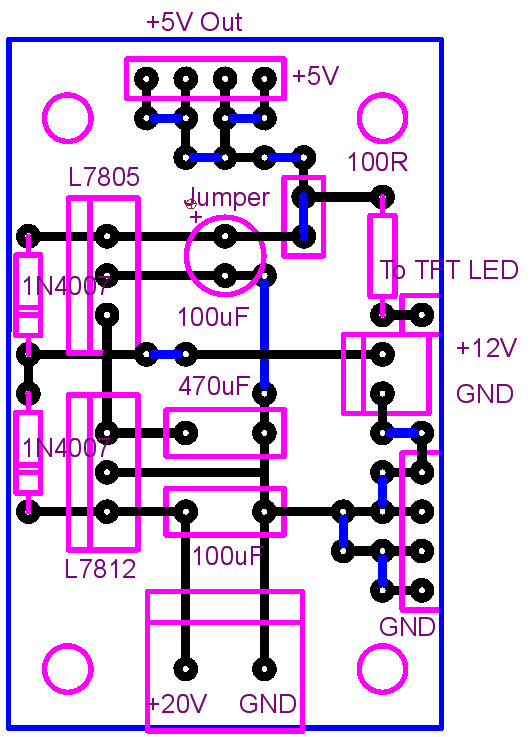 +5V Out
+5V
100R
L7805
Jumper
+
1N4007
To TFT LED
100uF
+12V
470uF
GND
1N4007
100uF
L7812
GND
+20V
GND